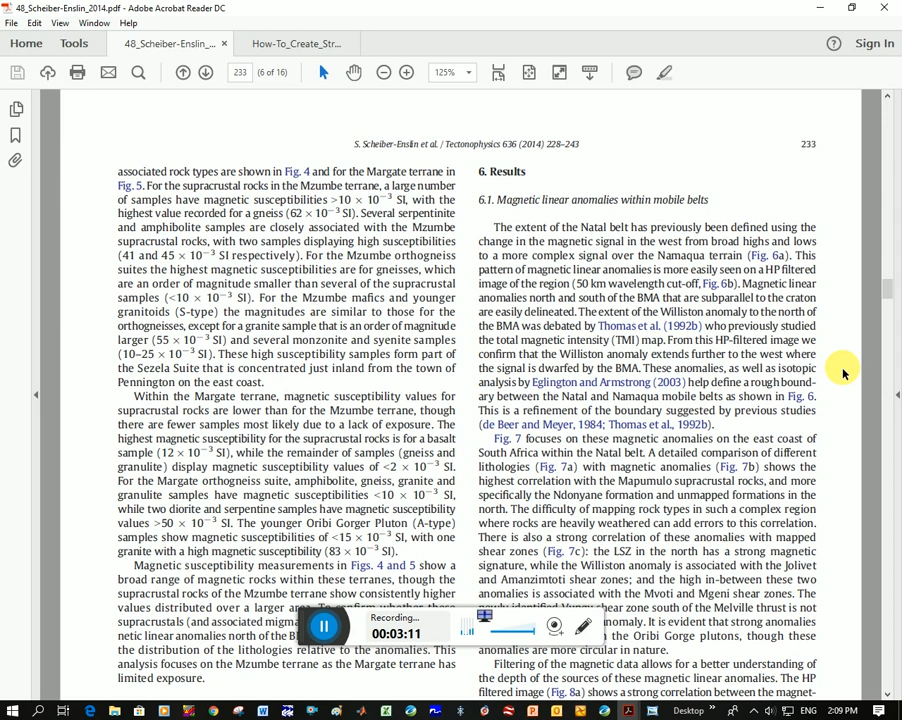 48_Scheiber-Enslin_2014.pdf - Adobe Acrobat Reader DC
File Edit View Window Help
Home Tools 48_Scheiber-Enslin_... × How-To_Create_Str... Sign In
233 (6 of 16) 125%
S. Scheiber-Enslin et al. / Tectonophysics 636 (2014) 228–243 233
associated rock types are shown in Fig. 4 and for the Margate terrane in
Fig. 5. For the supracrustal rocks in the Mzumbe terrane, a large number
of samples have magnetic susceptibilities >10 × 10⁻³ SI, with the
highest value recorded for a gneiss (62 × 10⁻³ SI). Several serpentinite
and amphibolite samples are closely associated with the Mzumbe
supracrustal rocks, with two samples displaying high susceptibilities
(41 and 45 × 10⁻³ SI respectively). For the Mzumbe orthogneiss
suites the highest magnetic susceptibilities are for gneisses, which
are an order of magnitude smaller than several of the supracrustal
samples (<10 × 10⁻³ SI). For the Mzumbe mafics and younger
granitoids (S-type) the magnitudes are similar to those for the
orthogneisses, except for a granite sample that is an order of magnitude
larger (55 × 10⁻³ SI) and several monzonite and syenite samples
(10–25 × 10⁻³ SI). These high susceptibility samples form part of
the Sezela Suite that is concentrated just inland from the town of
Pennington on the east coast.
Within the Margate terrane, magnetic susceptibility values for
supracrustal rocks are lower than for the Mzumbe terrane, though
there are fewer samples most likely due to a lack of exposure. The
highest magnetic susceptibility for the supracrustal rocks is for a basalt
sample (12 × 10⁻³ SI), while the remainder of samples (gneiss and
granulite) display magnetic susceptibility values of <2 × 10⁻³ SI.
For the Margate orthogneiss suite, amphibolite, gneiss, granite and
granulite samples have magnetic susceptibilities <10 × 10⁻³ SI,
while two diorite and serpentine samples have magnetic susceptibility
values >50 × 10⁻³ SI. The younger Oribi Gorger Pluton (A-type)
samples show magnetic susceptibilities of <15 × 10⁻³ SI, with one
granite with a high magnetic susceptibility (83 × 10⁻³ SI).
Magnetic susceptibility measurements in Figs. 4 and 5 show a
broad range of magnetic rocks within these terranes, though the
supracrustal rocks of the Mzumbe terrane show consistently higher
values distributed over a larger area. To confirm whether these
supracrustals (and associated migma
netic linear anomalies north of the B
the distribution of the lithologies relative to the anomalies. This
analysis focuses on the Mzumbe terrane as the Margate terrane has
limited exposure.
6. Results
6.1. Magnetic linear anomalies within mobile belts
The extent of the Natal belt has previously been defined using the
change in the magnetic signal in the west from broad highs and lows
to a more complex signal over the Namaqua terrain (Fig. 6a). This
pattern of magnetic linear anomalies is more easily seen on a HP filtered
image of the region (50 km wavelength cut-off, Fig. 6b). Magnetic linear
anomalies north and south of the BMA that are subparallel to the craton
are easily delineated. The extent of the Williston anomaly to the north of
the BMA was debated by Thomas et al. (1992b) who previously studied
the total magnetic intensity (TMI) map. From this HP-filtered image we
confirm that the Williston anomaly extends further to the west where
the signal is dwarfed by the BMA. These anomalies, as well as isotopic
analysis by Eglington and Armstrong (2003) help define a rough bound-
ary between the Natal and Namaqua mobile belts as shown in Fig. 6.
This is a refinement of the boundary suggested by previous studies
(de Beer and Meyer, 1984; Thomas et al., 1992b).
Fig. 7 focuses on these magnetic anomalies on the east coast of
South Africa within the Natal belt. A detailed comparison of different
lithologies (Fig. 7a) with magnetic anomalies (Fig. 7b) shows the
highest correlation with the Mapumulo supracrustal rocks, and more
specifically the Ndonyane formation and unmapped formations in the
north. The difficulty of mapping rock types in such a complex region
where rocks are heavily weathered can add errors to this correlation.
There is also a strong correlation of these anomalies with mapped
shear zones (Fig. 7c): the LSZ in the north has a strong magnetic
signature, while the Williston anomaly is associated with the Jolivet
and Amanzimtoti shear zones; and the high in-between these two
anomalies is associated with the Mvoti and Mgeni shear zones. The
newly identified Vungu shear zone south of the Melville thrust is not
nomaly. It is evident that strong anomalies
h the Oribi Gorge plutons, though these
anomalies are more circular in nature.
Filtering of the magnetic data allows for a better understanding of
the depth of the sources of these magnetic linear anomalies. The HP
filtered image (Fig. 8a) shows a strong correlation between the magnet-
Recording...
00:03:11
Desktop ENG 2:09 PM